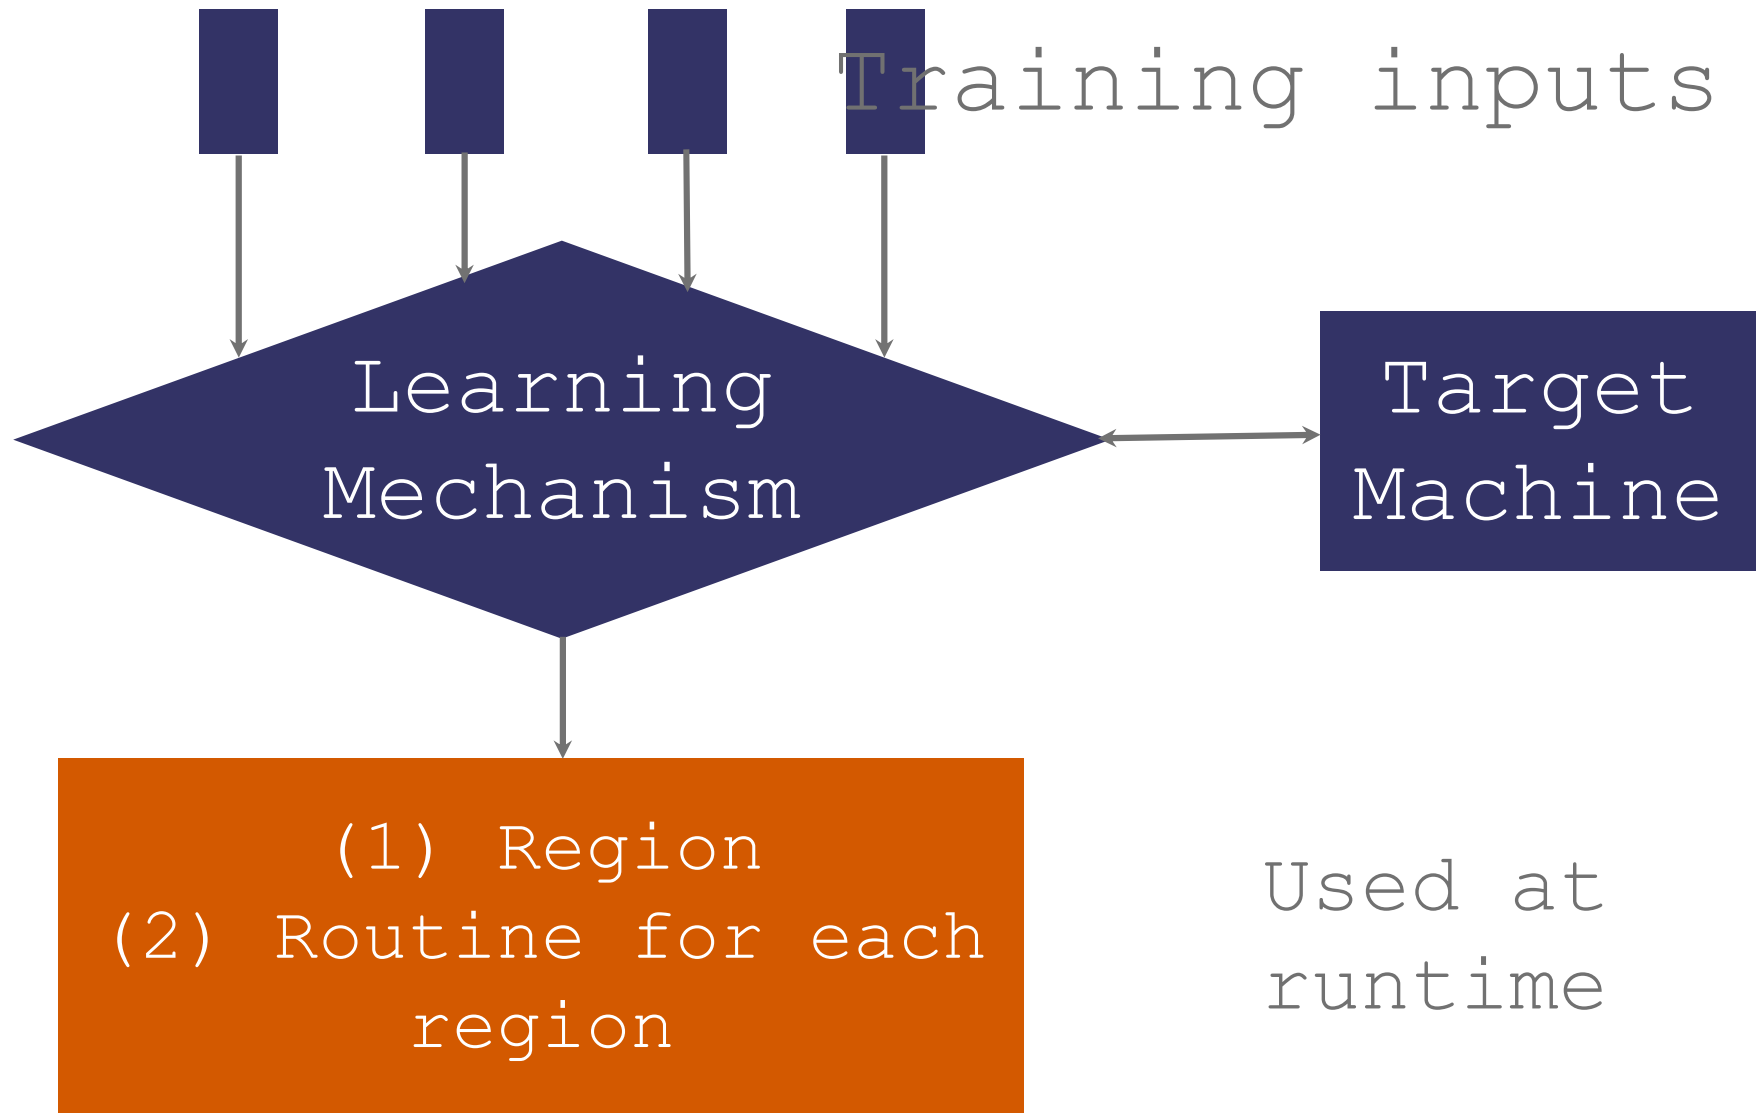 Training inputs
Learning
Mechanism
Target
Machine
(1) Region
(2) Routine for each
region
Used at
runtime